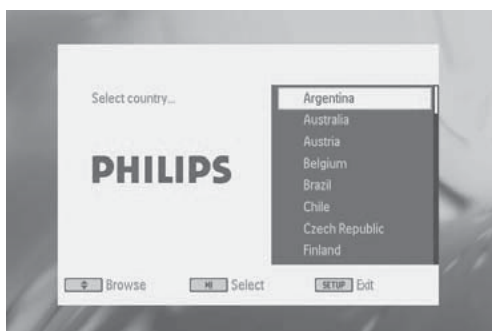 Select country...
PHILIPS
Argentina
Australia
Austria
Belgium
Brazil
Chile
Czech Republic
Finland
Browse
Select
SETUP Exit